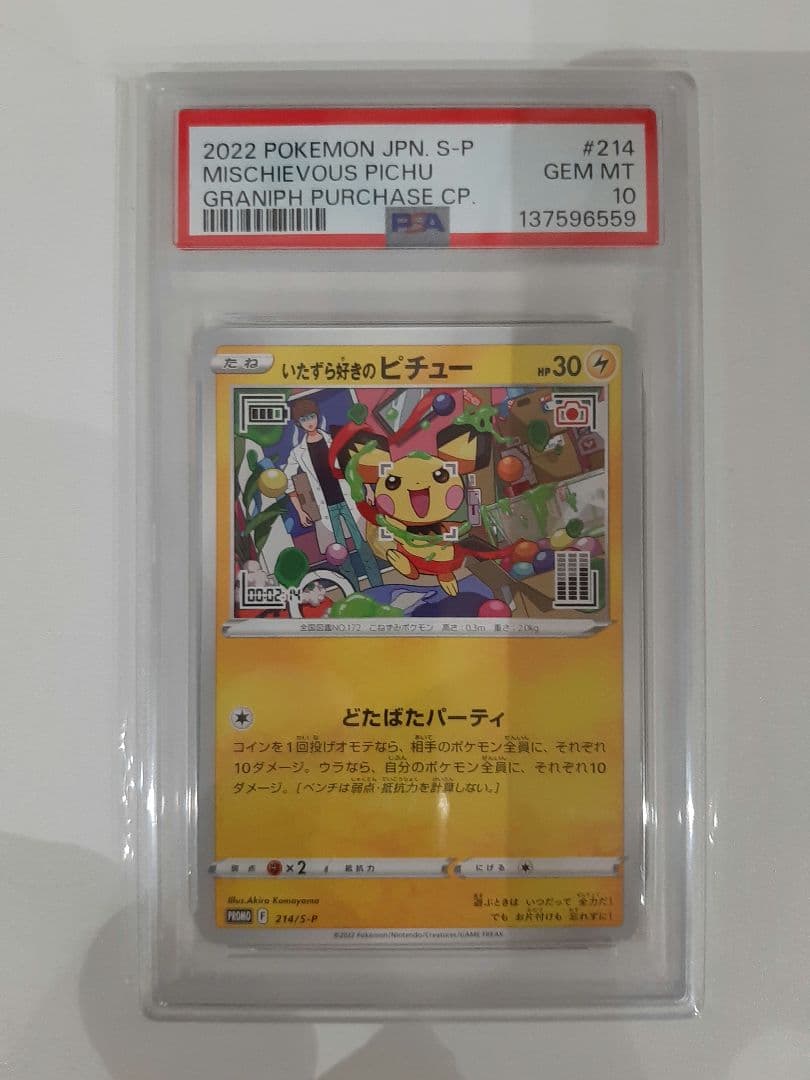 2022 POKEMON JPN. S-P #214
MISCHIEVOUS PICHU GEM MT
GRANIPH PURCHASE CP. 10
PSA 137596559
たね いたずら好きの ピチュー HP 30
00:02:14
全国図鑑NO.172 こねずみポケモン 高さ:0.3m 重さ:2.0kg
どたばたパーティ
コインを1回投げオモテなら、相手のポケモン全員に、それぞれ
10ダメージ。ウラなら、自分のポケモン全員に、それぞれ10
ダメージ。[ベンチは弱点・抵抗力を計算しない。]
弱点 ×2 抵抗力 にげる
Illus.Akira Komayama
PROMO F 214/S-P
遊ぶときは いつだって 全力だ!
でも お片付けも 忘れずに!
©2022 Pokémon/Nintendo/Creatures/GAME FREAK